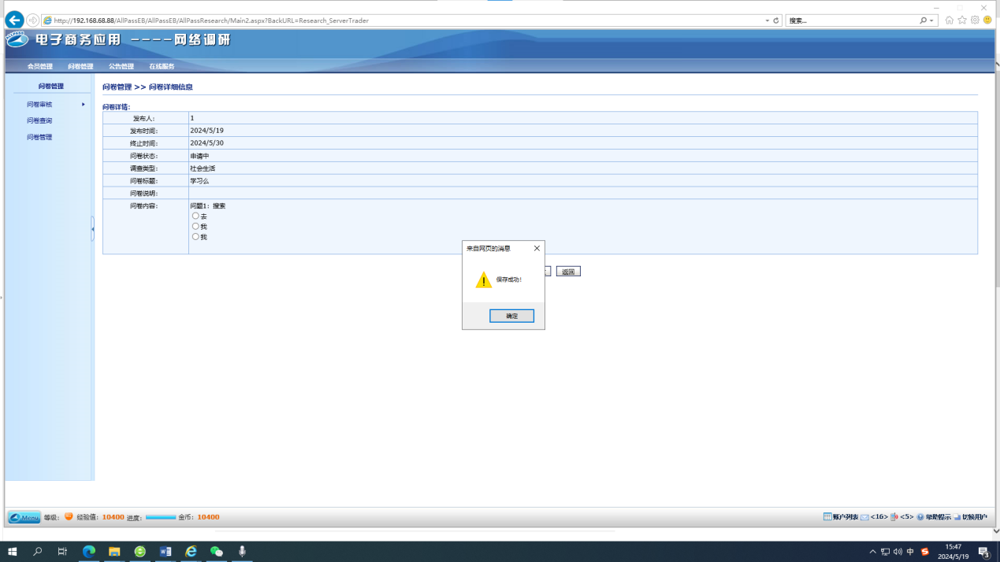 http://192.168.68.88/AllPassEB/AllPassEB/AllPassResearch/Main2.aspx?BackURL=Research_ServerTrader
搜索...
电子商务应用 ----网络调研
会员管理 问卷管理 公告管理 在线服务
问卷管理
问卷审核
问卷查询
问卷管理
问卷管理 >> 问卷详细信息
问卷详情:
发布人: 1
发布时间: 2024/5/19
终止时间: 2024/5/30
问卷状态: 申请中
调查类型: 社会生活
问卷标题: 学习么
问卷说明:
问卷内容: 问题1: 搜索
去
我
我
来自网页的消息
保存成功!
确定
返回
Menu 等级: 经验值: 10400 进度: 金币: 10400
账户列表 <16> <5> 帮助提示 切换用户
中
15:47
2024/5/19
3